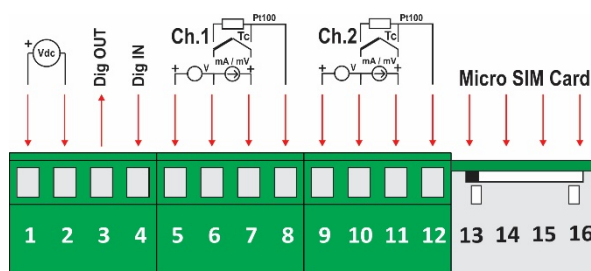 Pt100
Pt100
Ch.1
Tc
Ch.2
Tc
+ Vdc
Dig OUT
Dig IN
mA / mV
mA / mV
+ V +
+ V +
Micro SIM Card
1 2 3 4 5 6 7 8 9 10 11 12 13 14 15 16